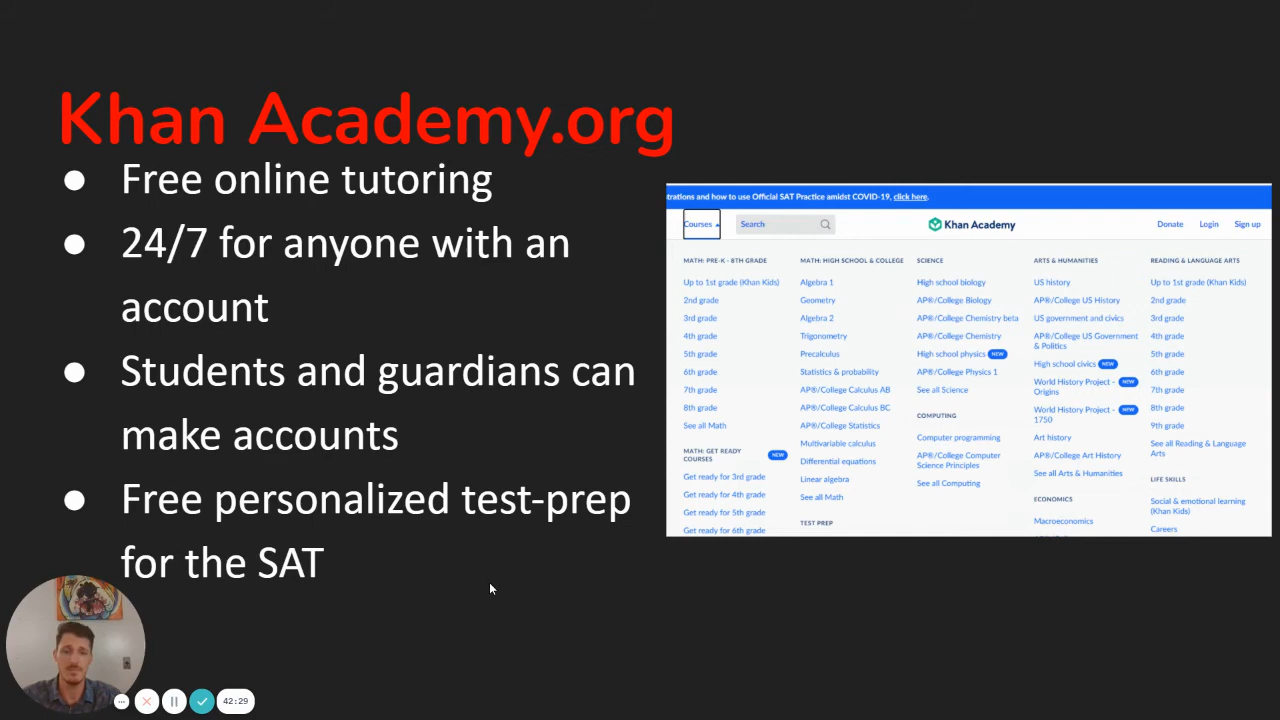 Khan Academy.org
● Free online tutoring
● 24/7 for anyone with an
account
● Students and guardians can
make accounts
● Free personalized test-prep
for the SAT
trations and how to use Official SAT Practice amidst COVID-19, click here.
Courses
Search
Khan Academy
Donate
Login
Sign up
MATH: PRE-K - 8TH GRADE
Up to 1st grade (Khan Kids)
2nd grade
3rd grade
4th grade
5th grade
6th grade
7th grade
8th grade
See all Math
MATH: GET READY
COURSES
NEW
Get ready for 3rd grade
Get ready for 4th grade
Get ready for 5th grade
Get ready for 6th grade
MATH: HIGH SCHOOL & COLLEGE
Algebra 1
Geometry
Algebra 2
Trigonometry
Precalculus
Statistics & probability
AP®/College Calculus AB
AP®/College Calculus BC
AP®/College Statistics
Multivariable calculus
Differential equations
Linear algebra
See all Math
TEST PREP
SCIENCE
High school biology
AP®/College Biology
AP®/College Chemistry beta
AP®/College Chemistry
High school physics NEW
AP®/College Physics 1
See all Science
COMPUTING
Computer programming
AP®/College Computer
Science Principles
See all Computing
ARTS & HUMANITIES
US history
AP®/College US History
US government and civics
AP®/College US Government
& Politics
High school civics NEW
World History Project - NEW
Origins
World History Project - NEW
1750
Art history
AP®/College Art History
See all Arts & Humanities
ECONOMICS
Macroeconomics
READING & LANGUAGE ARTS
Up to 1st grade (Khan Kids)
2nd grade
3rd grade
4th grade
5th grade
6th grade
7th grade
8th grade
9th grade
See all Reading & Language
Arts
LIFE SKILLS
Social & emotional learning
(Khan Kids)
Careers
42:29